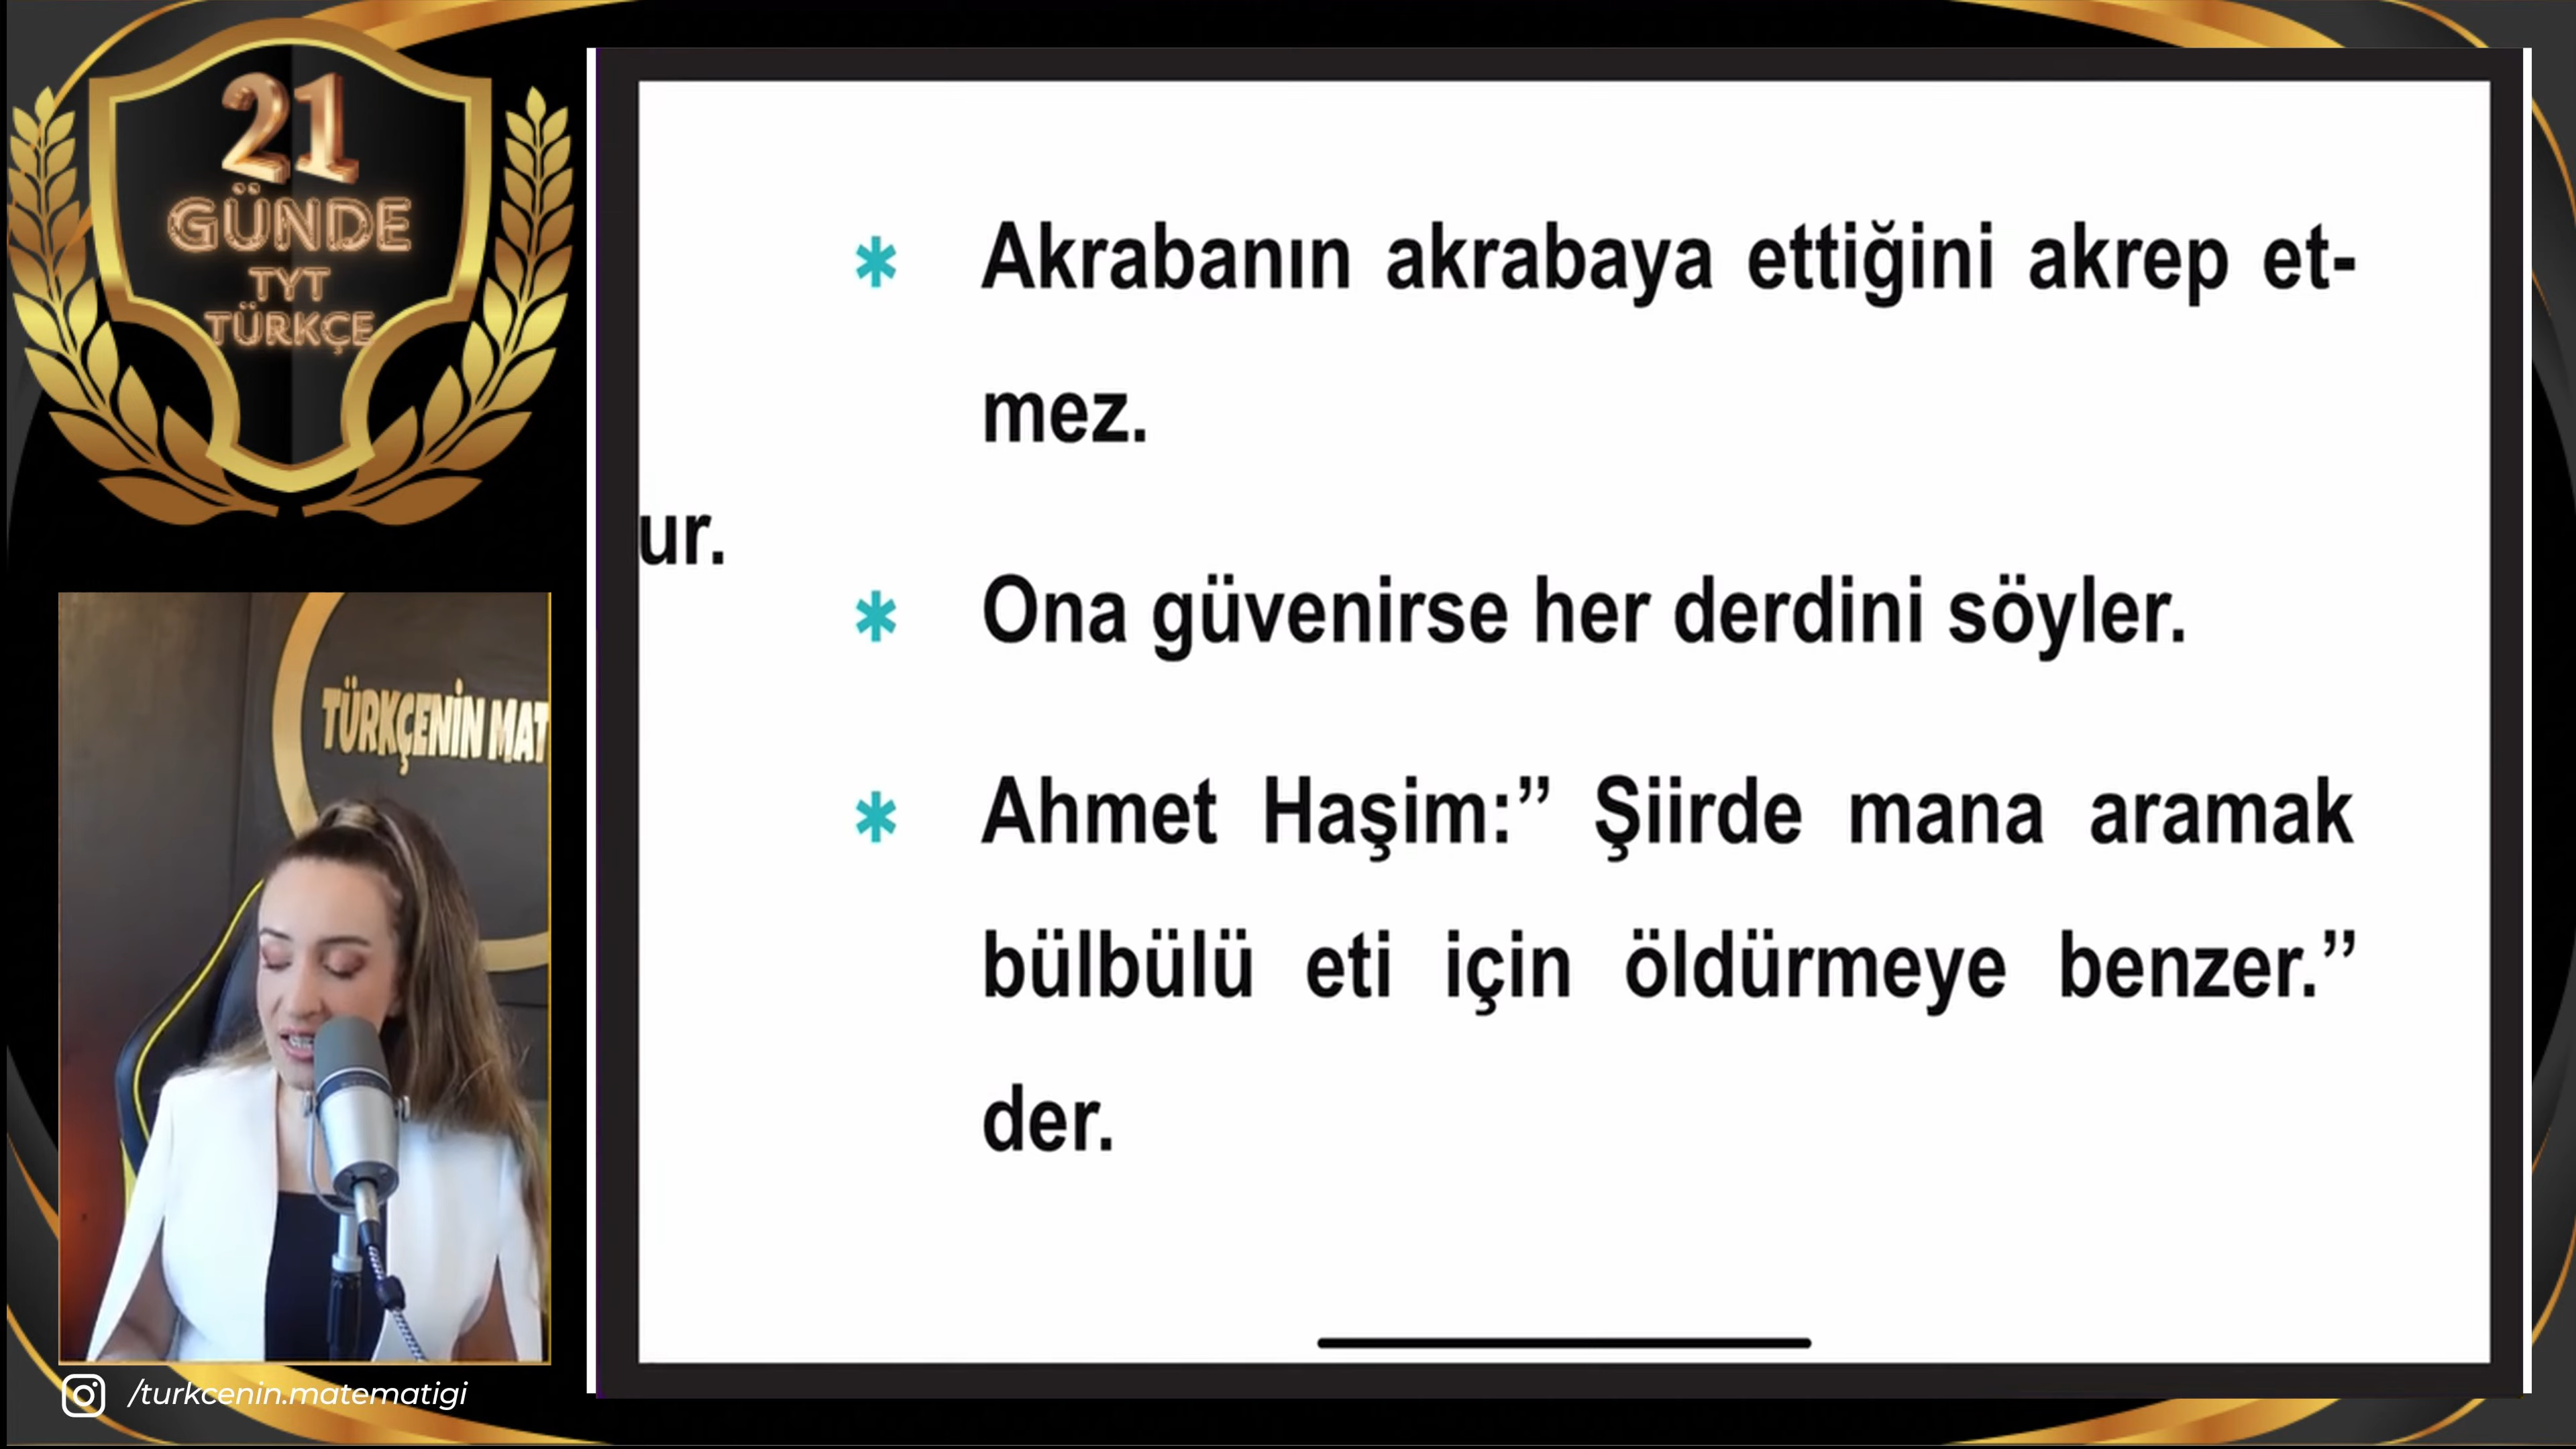 21
GÜNDE
TYT
TÜRKÇE
* Akrabanın akrabaya ettiğini akrep et-
mez.
ur.
* Ona güvenirse her derdini söyler.
* Ahmet Haşim:” Şiirde mana aramak
bülbülü eti için öldürmeye benzer.”
der.
TÜRKÇENİN MAT
/turkcenin.matematigi